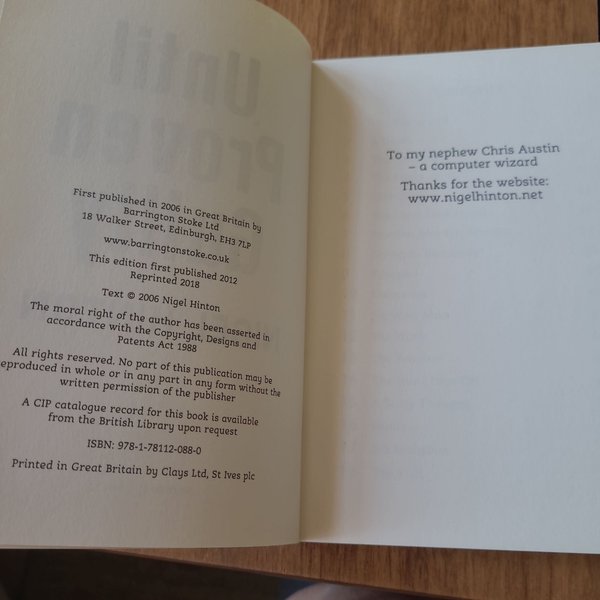 First published in 2006 in Great Britain by
Barrington Stoke Ltd
18 Walker Street, Edinburgh, EH3 7LP
www.barringtonstoke.co.uk
This edition first published 2012
Reprinted 2018
Text © 2006 Nigel Hinton
The moral right of the author has been asserted in
accordance with the Copyright, Designs and
Patents Act 1988
All rights reserved. No part of this publication may be
reproduced in whole or in any part in any form without the
written permission of the publisher
A CIP catalogue record for this book is available
from the British Library upon request
ISBN: 978-1-78112-088-0
Printed in Great Britain by Clays Ltd, St Ives plc
To my nephew Chris Austin
– a computer wizard
Thanks for the website:
www.nigelhinton.net